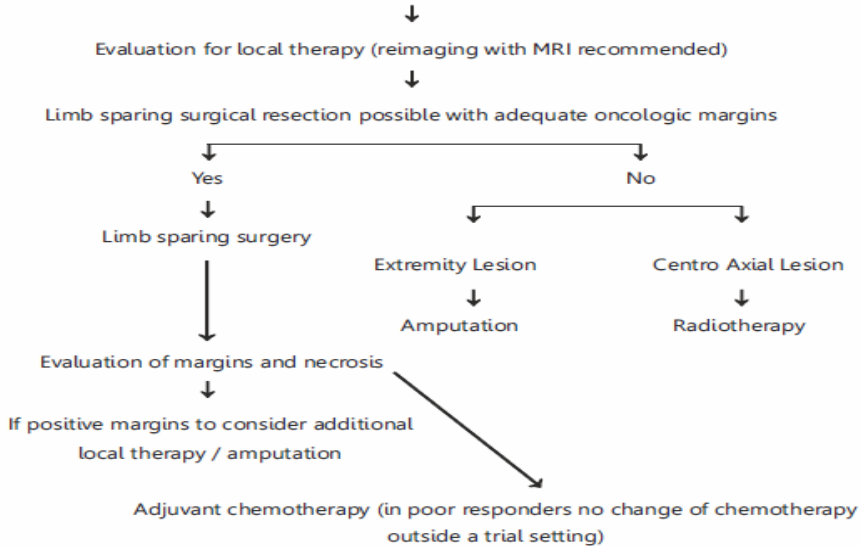 Evaluation for local therapy (reimaging with MRI recommended)
Limb sparing surgical resection possible with adequate oncologic margins
Yes
No
Limb sparing surgery
Extremity Lesion
Centro Axial Lesion
Amputation
Radiotherapy
Evaluation of margins and necrosis
If positive margins to consider additional
local therapy / amputation
Adjuvant chemotherapy (in poor responders no change of chemotherapy
outside a trial setting)